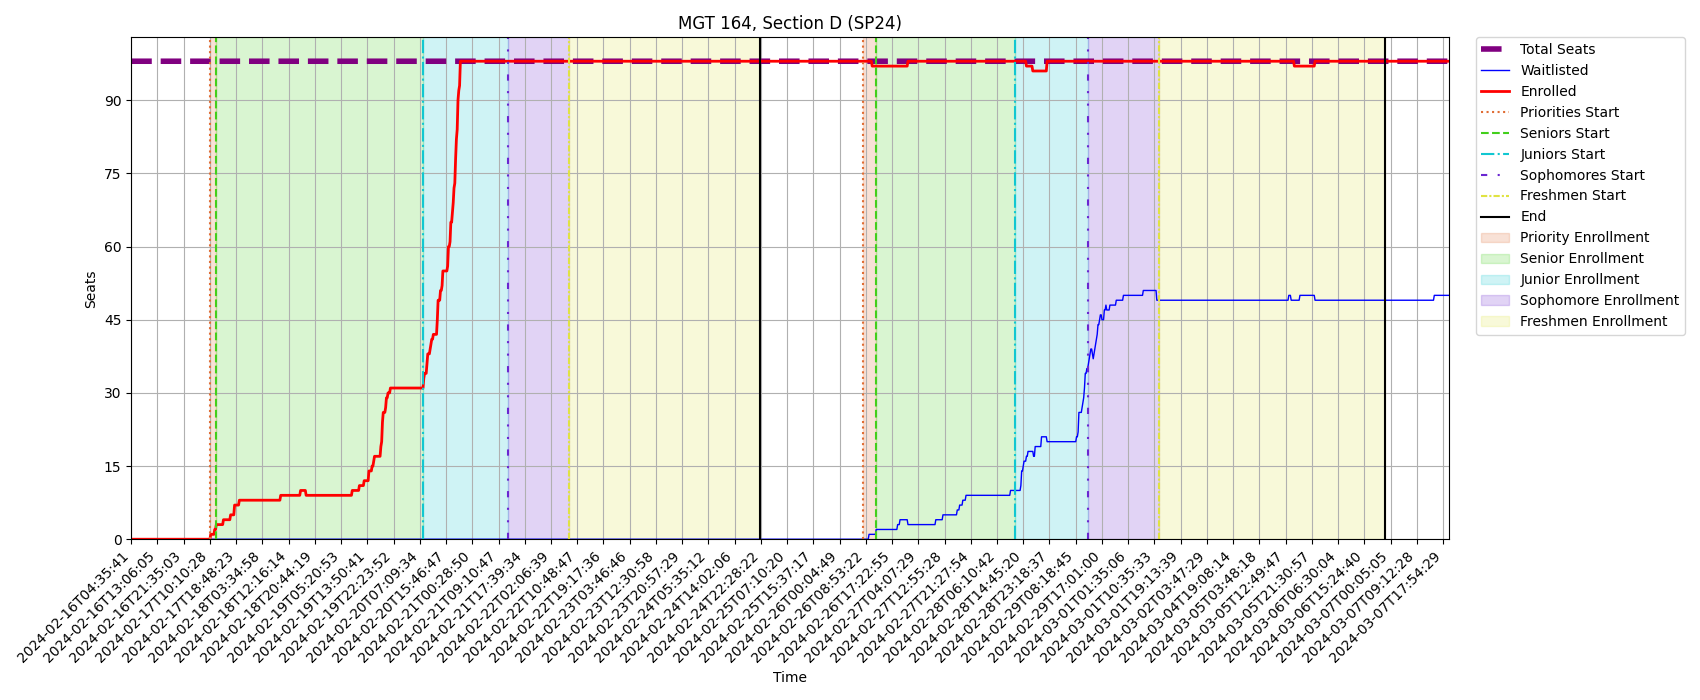 MGT 164, Section D (SP24)
Seats
90
75
60
45
30
15
0
2024-02-16T04:35:41
2024-02-16T13:06:05
2024-02-16T21:35:03
2024-02-17T10:10:28
2024-02-17T18:48:23
2024-02-18T03:34:58
2024-02-18T12:16:14
2024-02-18T20:44:19
2024-02-19T05:20:53
2024-02-19T13:50:41
2024-02-19T22:23:52
2024-02-20T07:09:34
2024-02-20T15:46:47
2024-02-21T00:28:50
2024-02-21T09:10:47
2024-02-21T17:39:34
2024-02-22T02:06:39
2024-02-22T10:48:47
2024-02-22T19:17:36
2024-02-23T03:46:46
2024-02-23T12:30:58
2024-02-23T20:57:29
2024-02-24T05:35:12
2024-02-24T14:02:06
2024-02-24T22:28:22
2024-02-25T07:10:20
2024-02-25T15:37:17
2024-02-26T00:04:49
2024-02-26T08:53:22
2024-02-26T17:22:55
2024-02-27T04:07:29
2024-02-27T12:55:28
2024-02-27T21:27:54
2024-02-28T06:10:42
2024-02-28T14:45:20
2024-02-28T23:18:37
2024-02-29T08:18:45
2024-02-29T17:01:00
2024-03-01T01:35:06
2024-03-01T10:35:33
2024-03-01T19:13:39
2024-03-02T03:47:29
2024-03-04T19:08:14
2024-03-05T03:48:18
2024-03-05T12:49:47
2024-03-05T21:30:57
2024-03-06T06:30:04
2024-03-06T15:24:40
2024-03-07T00:05:05
2024-03-07T09:12:28
2024-03-07T17:54:29
Time
Total Seats
Waitlisted
Enrolled
Priorities Start
Seniors Start
Juniors Start
Sophomores Start
Freshmen Start
End
Priority Enrollment
Senior Enrollment
Junior Enrollment
Sophomore Enrollment
Freshmen Enrollment